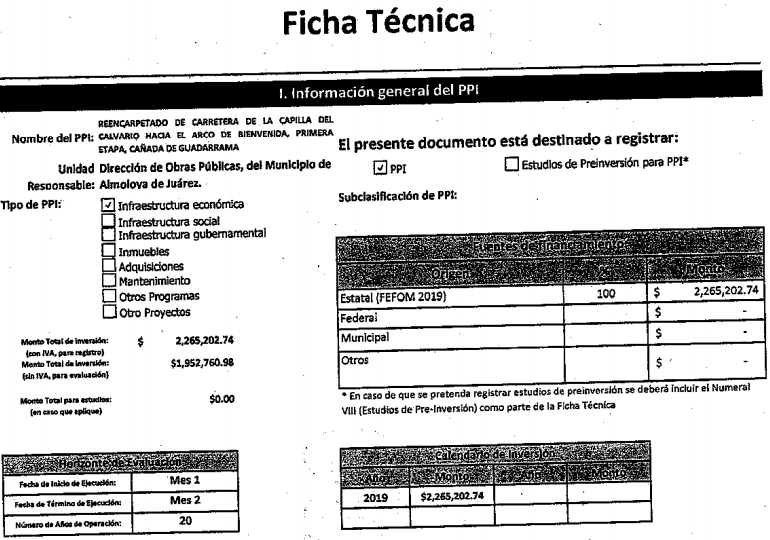 Ficha Técnica
I. Información general del PPI
Nombre del PPI:
REENCARPETADO DE CARRETERA DE LA CAPILLA DEL
CALVARIO HACIA EL ARCO DE BIENVENIDA, PRIMERA
ETAPA, CAÑADA DE GUADARRAMA
Unidad Responsable:
Dirección de Obras Públicas, del Municipio de
Almoloya de Juárez.
Tipo de PPI:
Infraestructura económica
Infraestructura social
Infraestructura gubernamental
Inmuebles
Adquisiciones
Mantenimiento
Otros Programas
Otro Proyectos
Monto Total de inversión: $ 2,265,202.74
(con IVA, para registro)
Monto Total de inversión: $1,952,760.98
(sin IVA, para evaluación)
Monto Total para estudios: $0.00
(en caso que aplique)
El presente documento está destinado a registrar:
PPI
Estudios de Preinversión para PPI*
Subclasificación de PPI:
Fuentes de financiamiento
Origen % Monto
Estatal (FEFOM 2019) 100 $ 2,265,202.74
Federal $ -
Municipal $ -
Otros $ -
* En caso de que se pretenda registrar estudios de preinversión se deberá incluir el Numeral
VIII (Estudios de Pre-Inversión) como parte de la Ficha Técnica
Horizonte de Evaluación
Fecha de Inicio de Ejecución: Mes 1
Fecha de Término de Ejecución: Mes 2
Número de Años de Operación: 20
Calendario de Inversión
Año Monto Año Monto
2019 $2,265,202.74